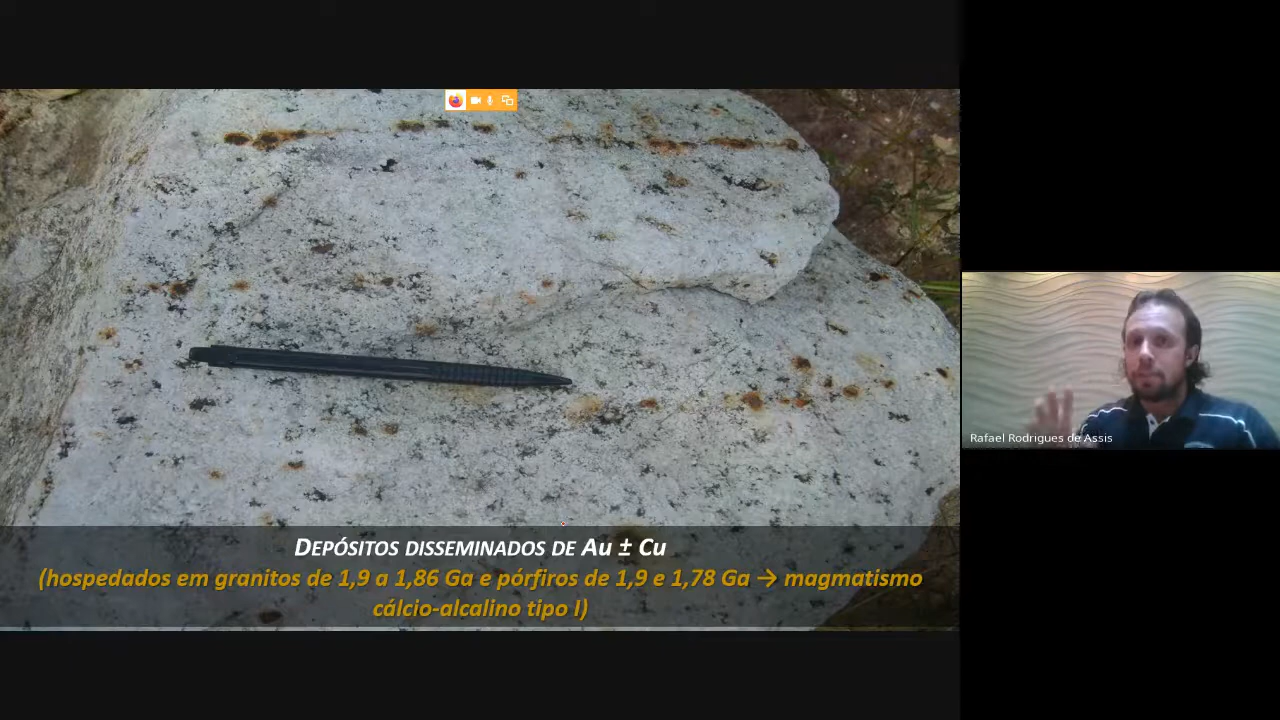 DEPÓSITOS DISSEMINADOS DE Au ± Cu
(hospedados em granitos de 1,9 a 1,86 Ga e pórfiros de 1,9 e 1,78 Ga → magmatismo
cálcio-alcalino tipo I)
Rafael Rodrigues de Assis